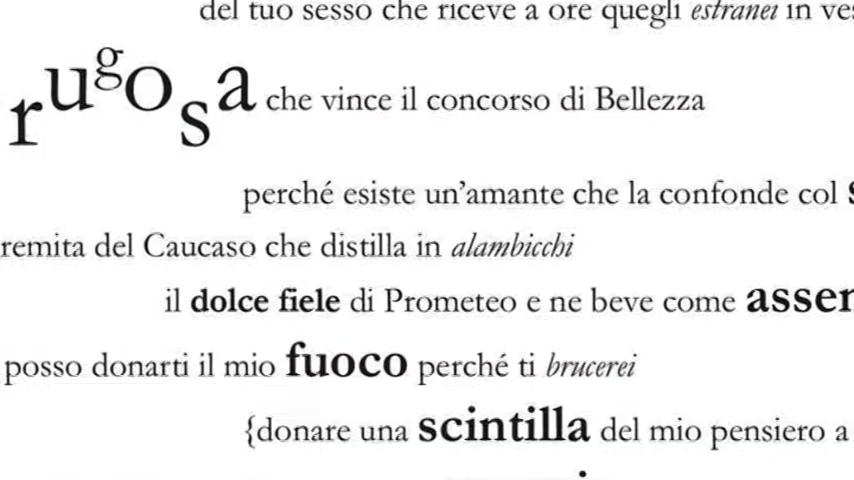 del tuo sesso che riceve a ore quegli estranei in
rugosa che vince il concorso di Bellezza
perché esiste un’amante che la confonde col
remita del Caucaso che distilla in alambicchi
il dolce fiele di Prometeo e ne beve come
posso donarti il mio fuoco perché ti brucerei
{donare una scintilla del mio pensiero a